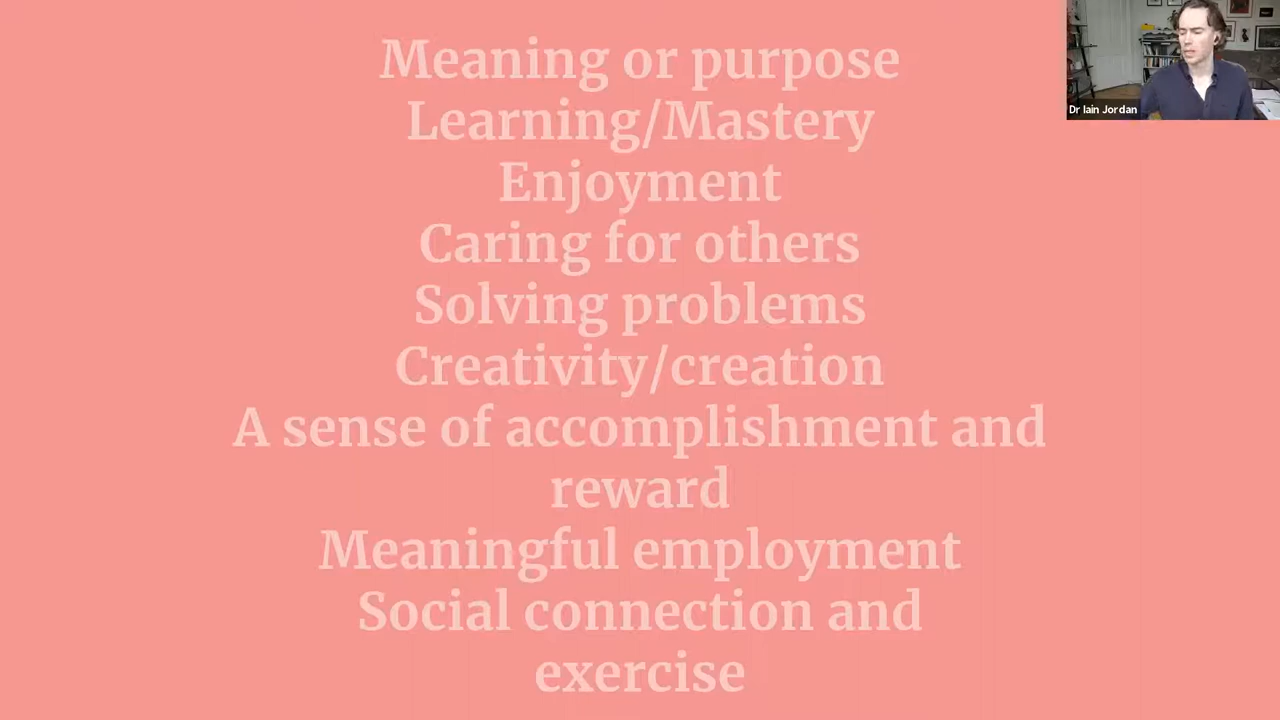 Meaning or purpose
Learning/Mastery
Enjoyment
Caring for others
Solving problems
Creativity/creation
A sense of accomplishment and
reward
Meaningful employment
Social connection and
exercise
Dr Iain Jordan